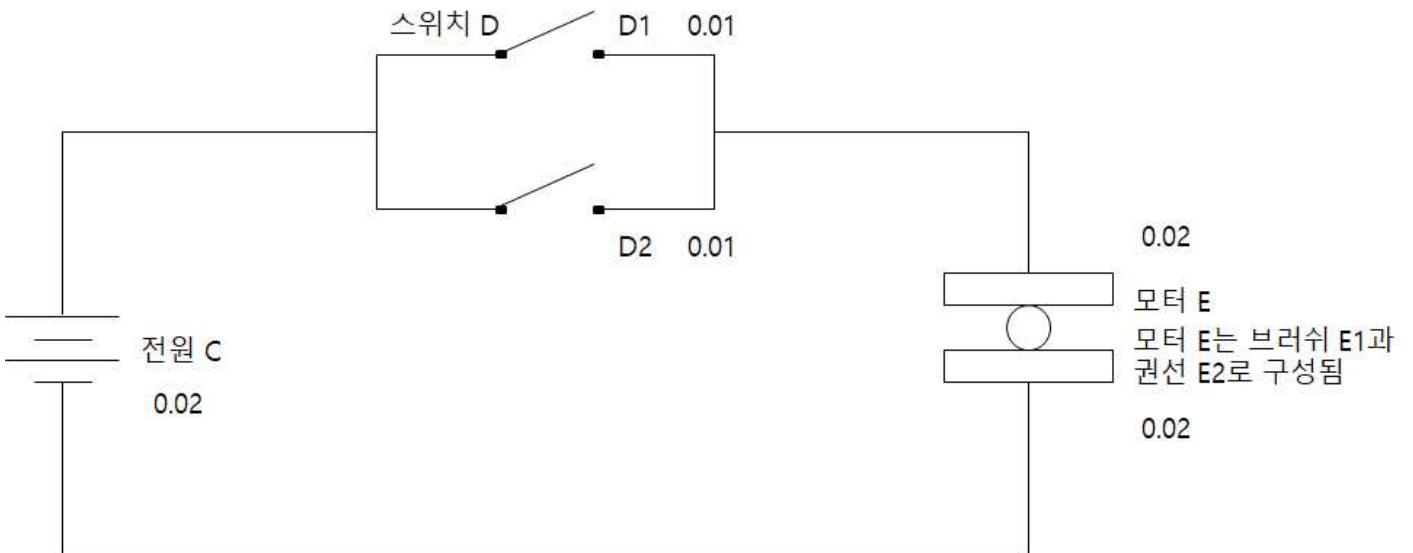 스위치 D
D1 0.01
D2 0.01
전원 C
0.02
0.02
모터 E
모터 E는 브러쉬 E1과
권선 E2로 구성됨
0.02